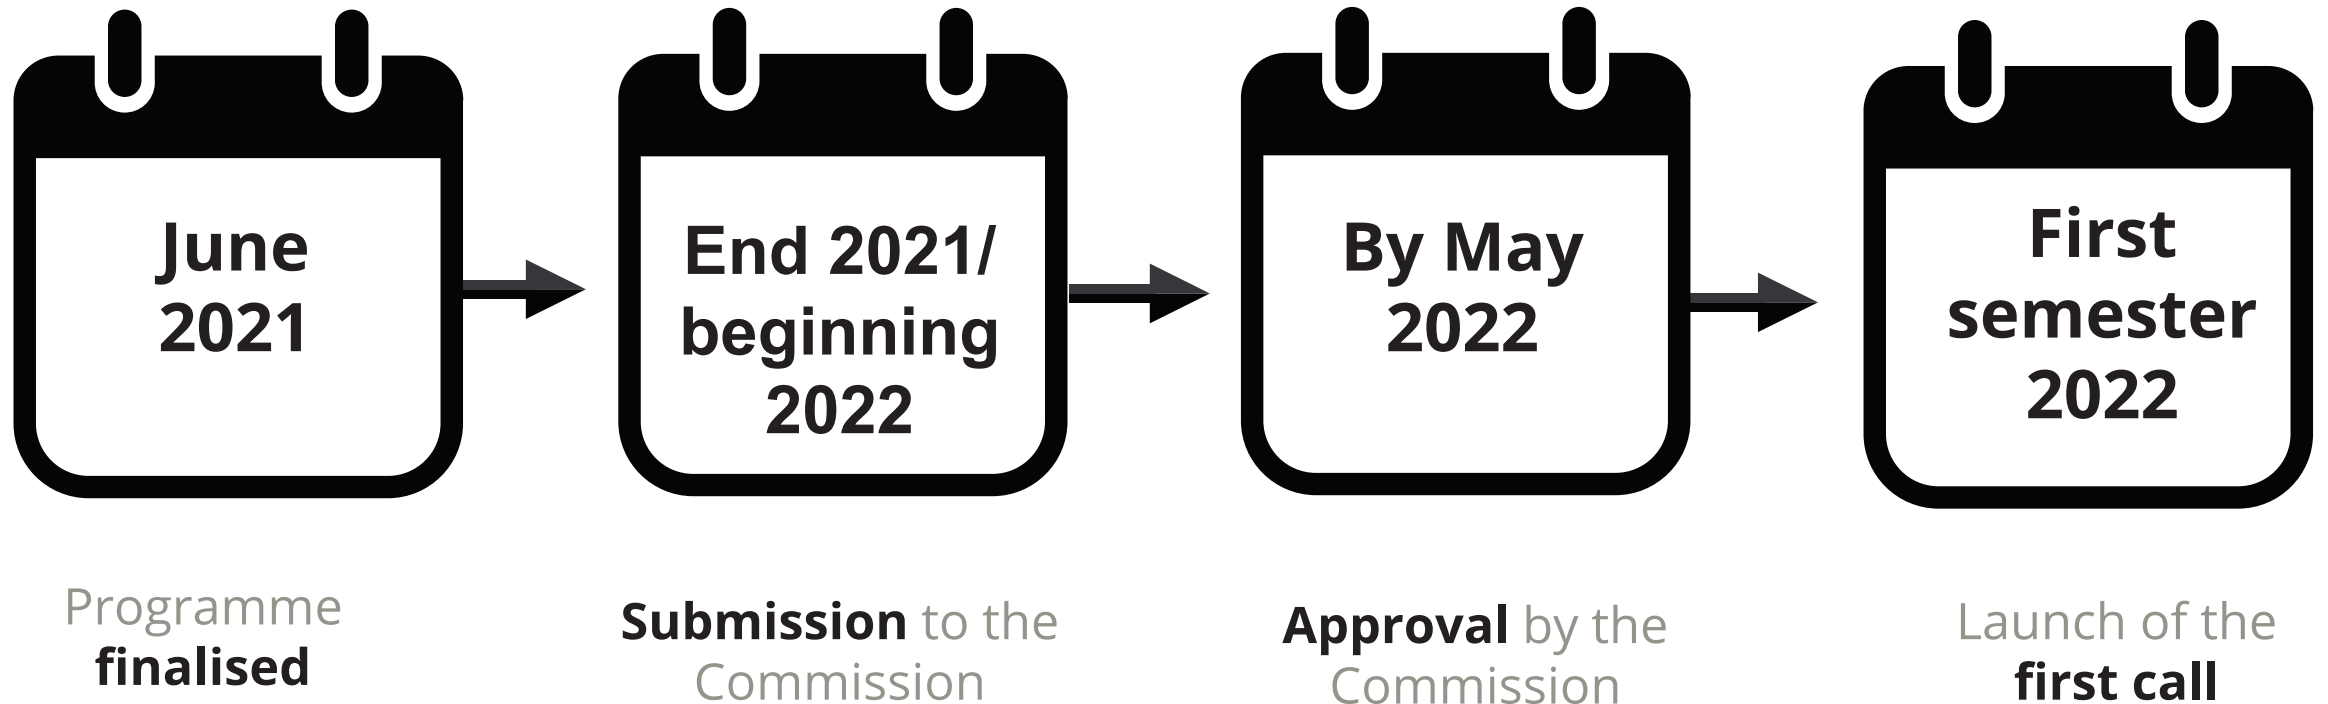 June
2021
End 2021/
beginning
2022
By May
2022
First
semester
2022
Programme
finalised
Submission to the
Commission
Approval by the
Commission
Launch of the
first call